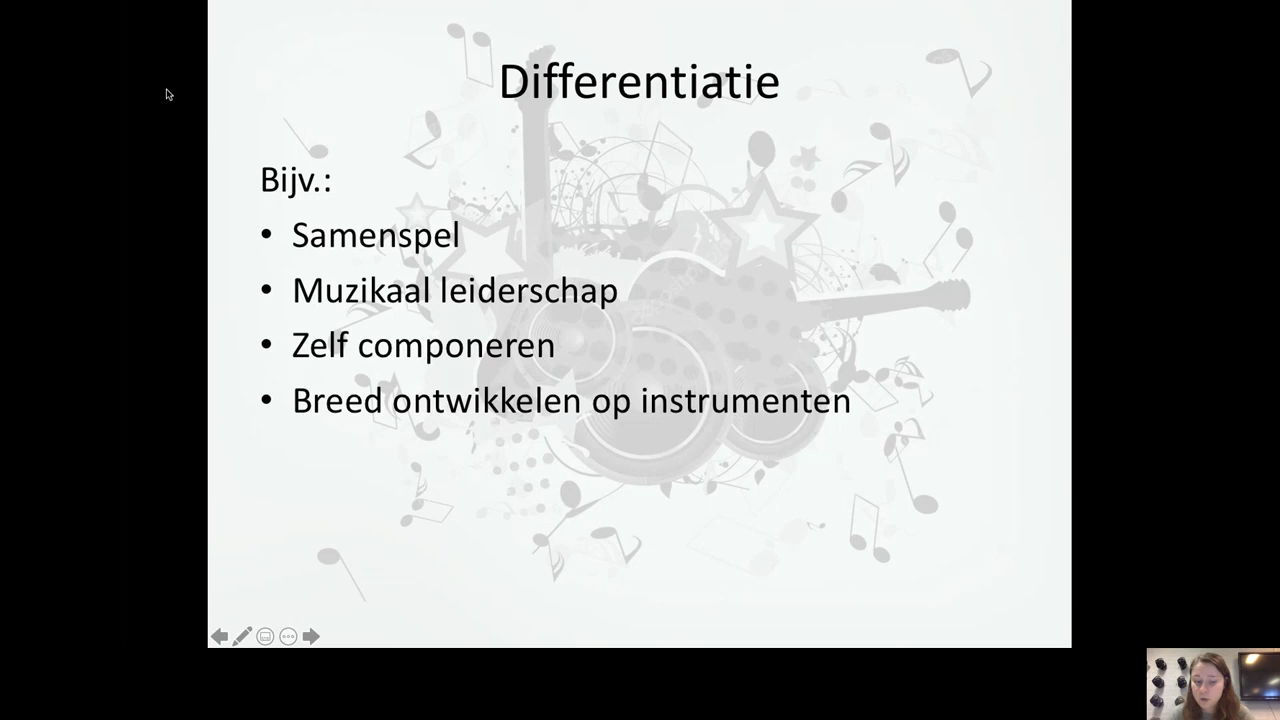 Differentiatie
Bijv.:
• Samenspel
• Muzikaal leiderschap
• Zelf componeren
• Breed ontwikkelen op instrumenten